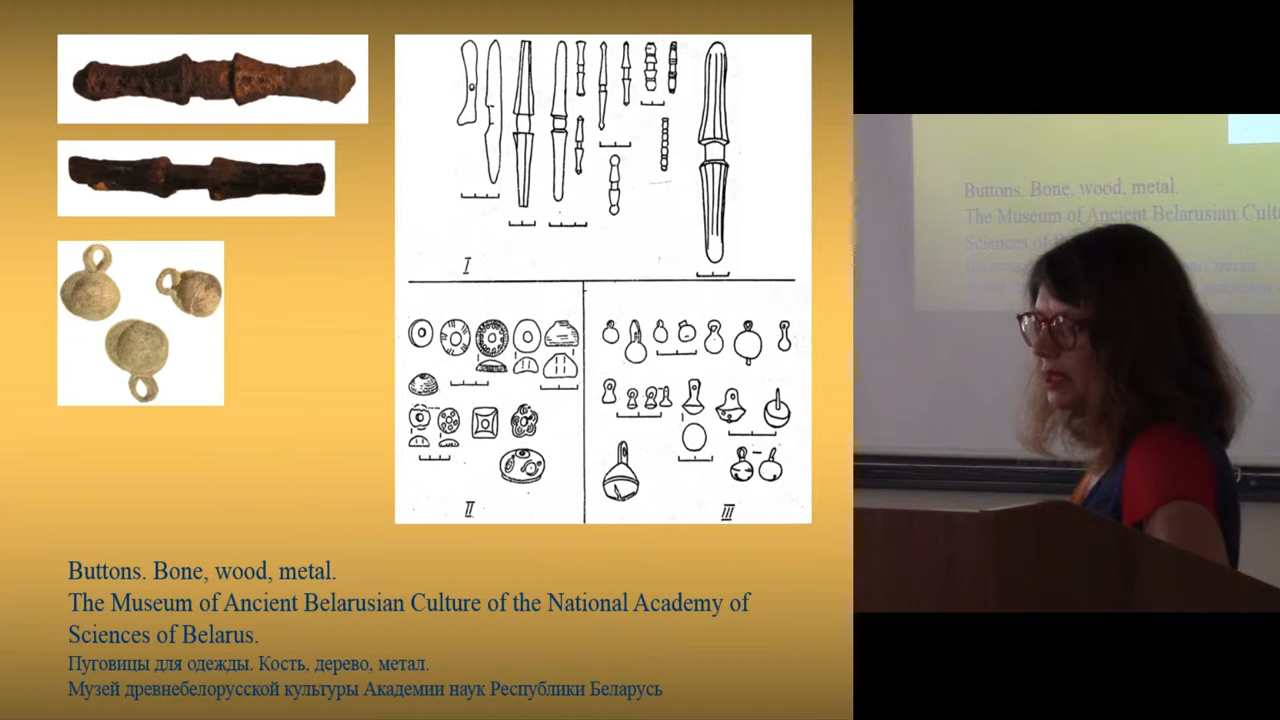 I
II
III
Buttons. Bone, wood, metal.
The Museum of Ancient Belarusian Culture of the National Academy of
Sciences of Belarus.
Пуговицы для одежды. Кость, дерево, метал.
Музей древнебелорусской культуры Академии наук Республики Беларусь
Buttons. Bone, wood, metal.
The Museum of Ancient Belarusian Cultu
Sciences of